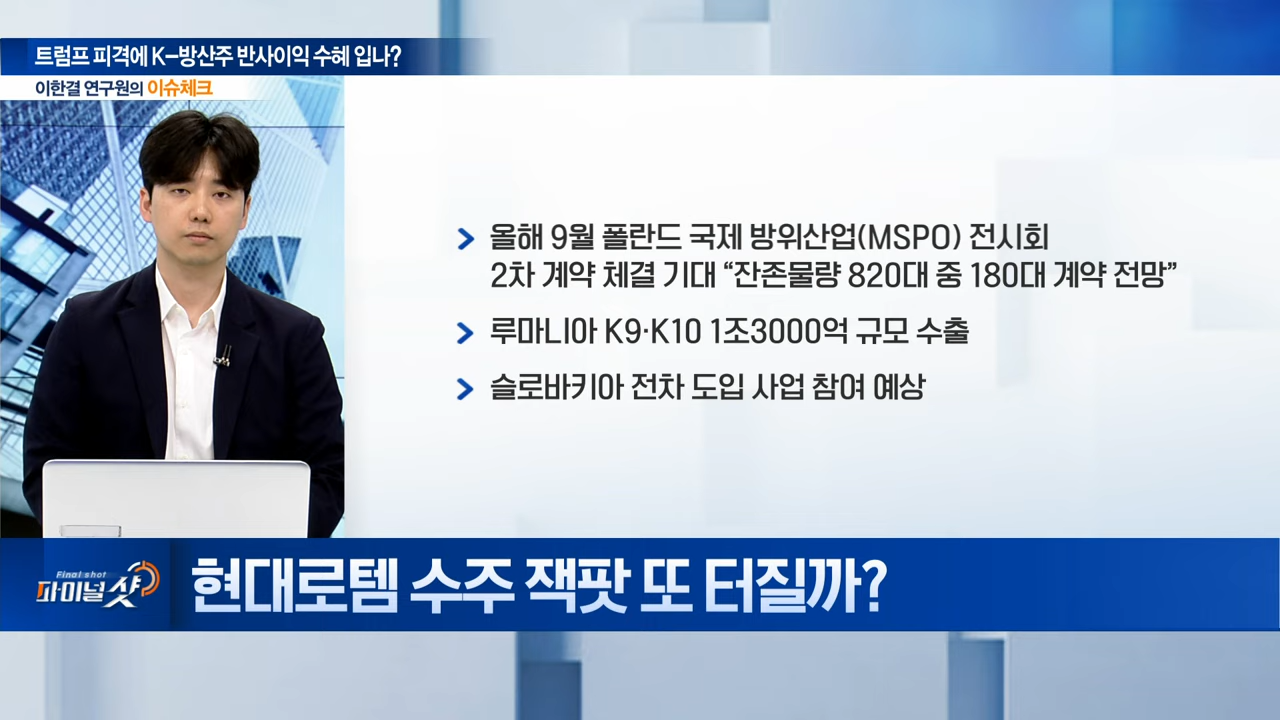 트럼프 피격에 K-방산주 반사이익 수혜 입나?
이한결 연구원의 이슈체크
올해 9월 폴란드 국제 방위산업(MSPO) 전시회
2차 계약 체결 기대 “잔존물량 820대 중 180대 계약 전망”
루마니아 K9·K10 1조3000억 규모 수출
슬로바키아 전차 도입 사업 참여 예상
Final shot
파이널샷
현대로템 수주 잭팟 또 터질까?